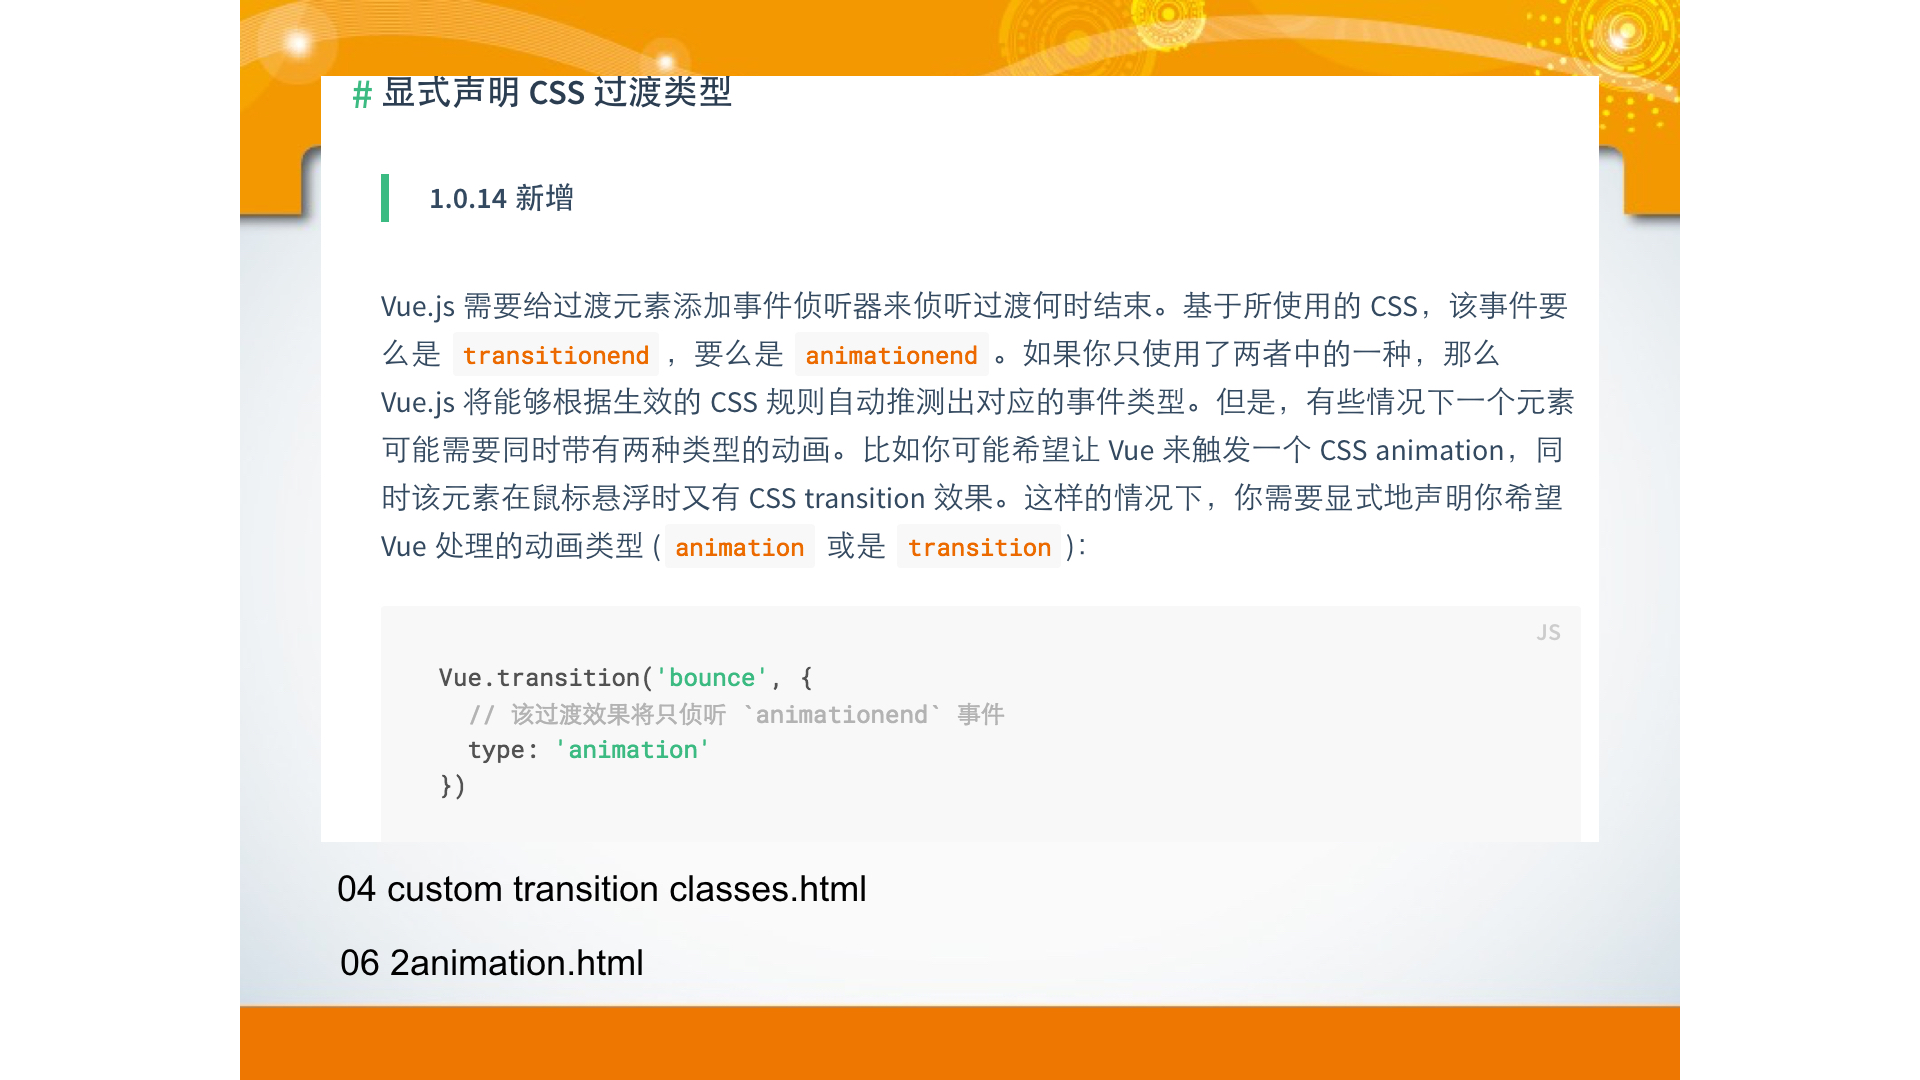 # 显式声明 CSS 过渡类型
1.0.14 新增
Vue.js 需要给过渡元素添加事件侦听器来侦听过渡何时结束。基于所使用的 CSS，该事件要
么是 transitionend ，要么是 animationend 。如果你只使用了两者中的一种，那么
Vue.js 将能够根据生效的 CSS 规则自动推测出对应的事件类型。但是，有些情况下一个元素
可能需要同时带有两种类型的动画。比如你可能希望让 Vue 来触发一个 CSS animation，同
时该元素在鼠标悬浮时又有 CSS transition 效果。这样的情况下，你需要显式地声明你希望
Vue 处理的动画类型 ( animation 或是 transition )：
JS
Vue.transition('bounce', {
  // 该过渡效果将只侦听 `animationend` 事件
  type: 'animation'
})
04 custom transition classes.html
06 2animation.html